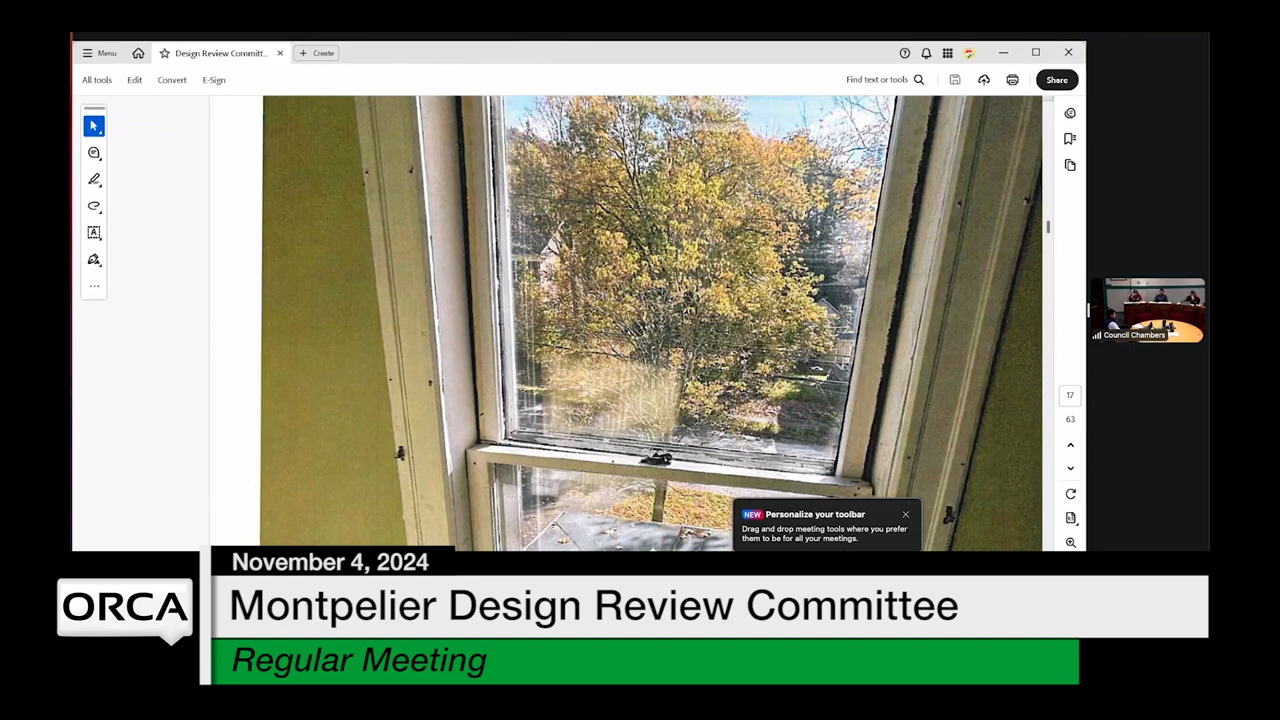 Menu
Design Review Committ...
Create
All tools
Edit
Convert
E-Sign
Find text or tools
Share
17
63
Council Chambers
NEW Personalize your toolbar
Drag and drop meeting tools where you prefer
them to be for all your meetings.
November 4, 2024
ORCA
Montpelier Design Review Committee
Regular Meeting